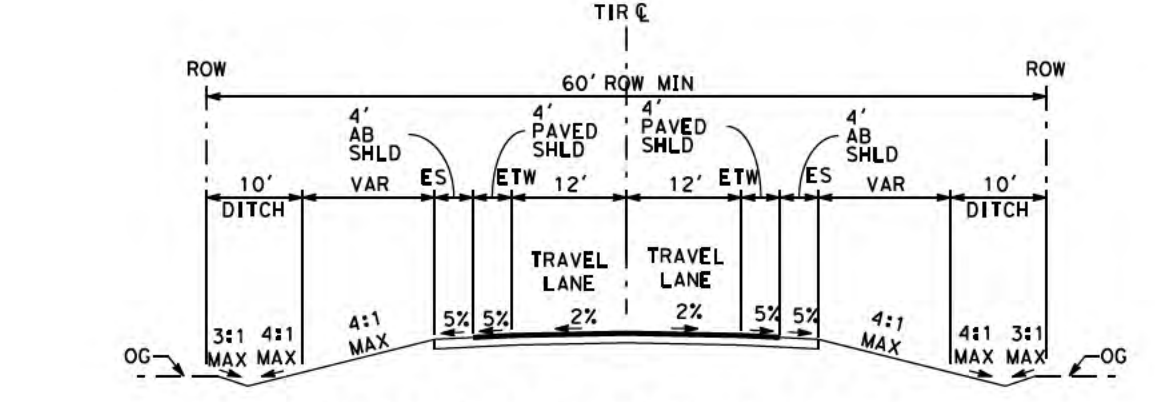 TIR ℄
ROW
ROW
60' ROW MIN
4'
AB
SHLD
4'
PAVED
SHLD
4'
PAVED
SHLD
4'
AB
SHLD
10'
DITCH
VAR
ES
ETW
12'
12'
ETW
ES
VAR
10'
DITCH
TRAVEL
LANE
TRAVEL
LANE
3:1
MAX
4:1
MAX
4:1
MAX
5%
5%
2%
2%
5%
5%
4:1
MAX
4:1
MAX
3:1
MAX
OG
OG